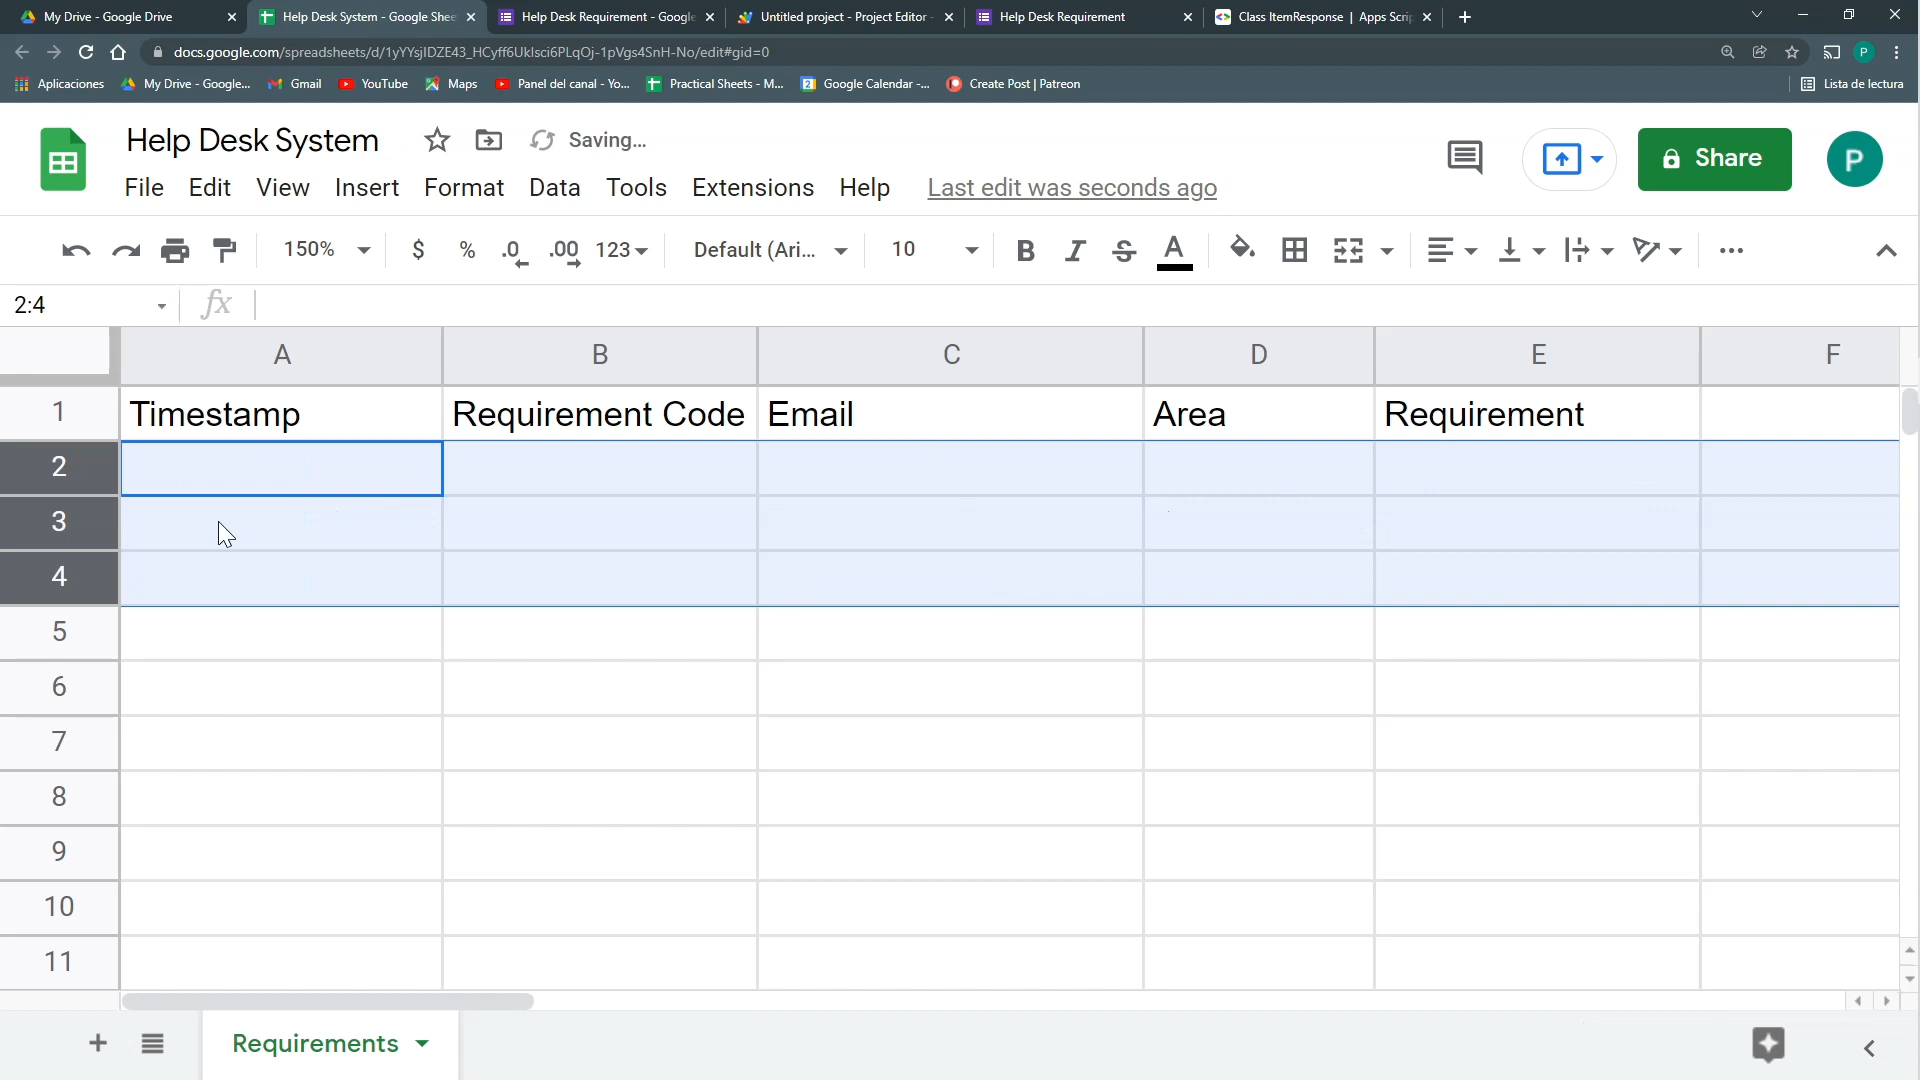 My Drive - Google Drive
Help Desk System - Google Shee
Help Desk Requirement - Google
Untitled project - Project Editor -
Help Desk Requirement
Class ItemResponse | Apps Scrip
docs.google.com/spreadsheets/d/1yYYsjIDZE43_HCyff6Uklsci6PLqOj-1pVgs4SnH-No/edit#gid=0
P
Aplicaciones
My Drive - Google...
Gmail
YouTube
Maps
Panel del canal - Yo...
Practical Sheets - M...
Google Calendar -...
Create Post | Patreon
Lista de lectura
Help Desk System
Saving...
Share
P
File Edit View Insert Format Data Tools Extensions Help Last edit was seconds ago
150% $ % .0 .00 123 Default (Ari... 10 B I S A
2:4 fx
A B C D E F
1 Timestamp Requirement Code Email Area Requirement
2
3
4
5
6
7
8
9
10
11
Requirements